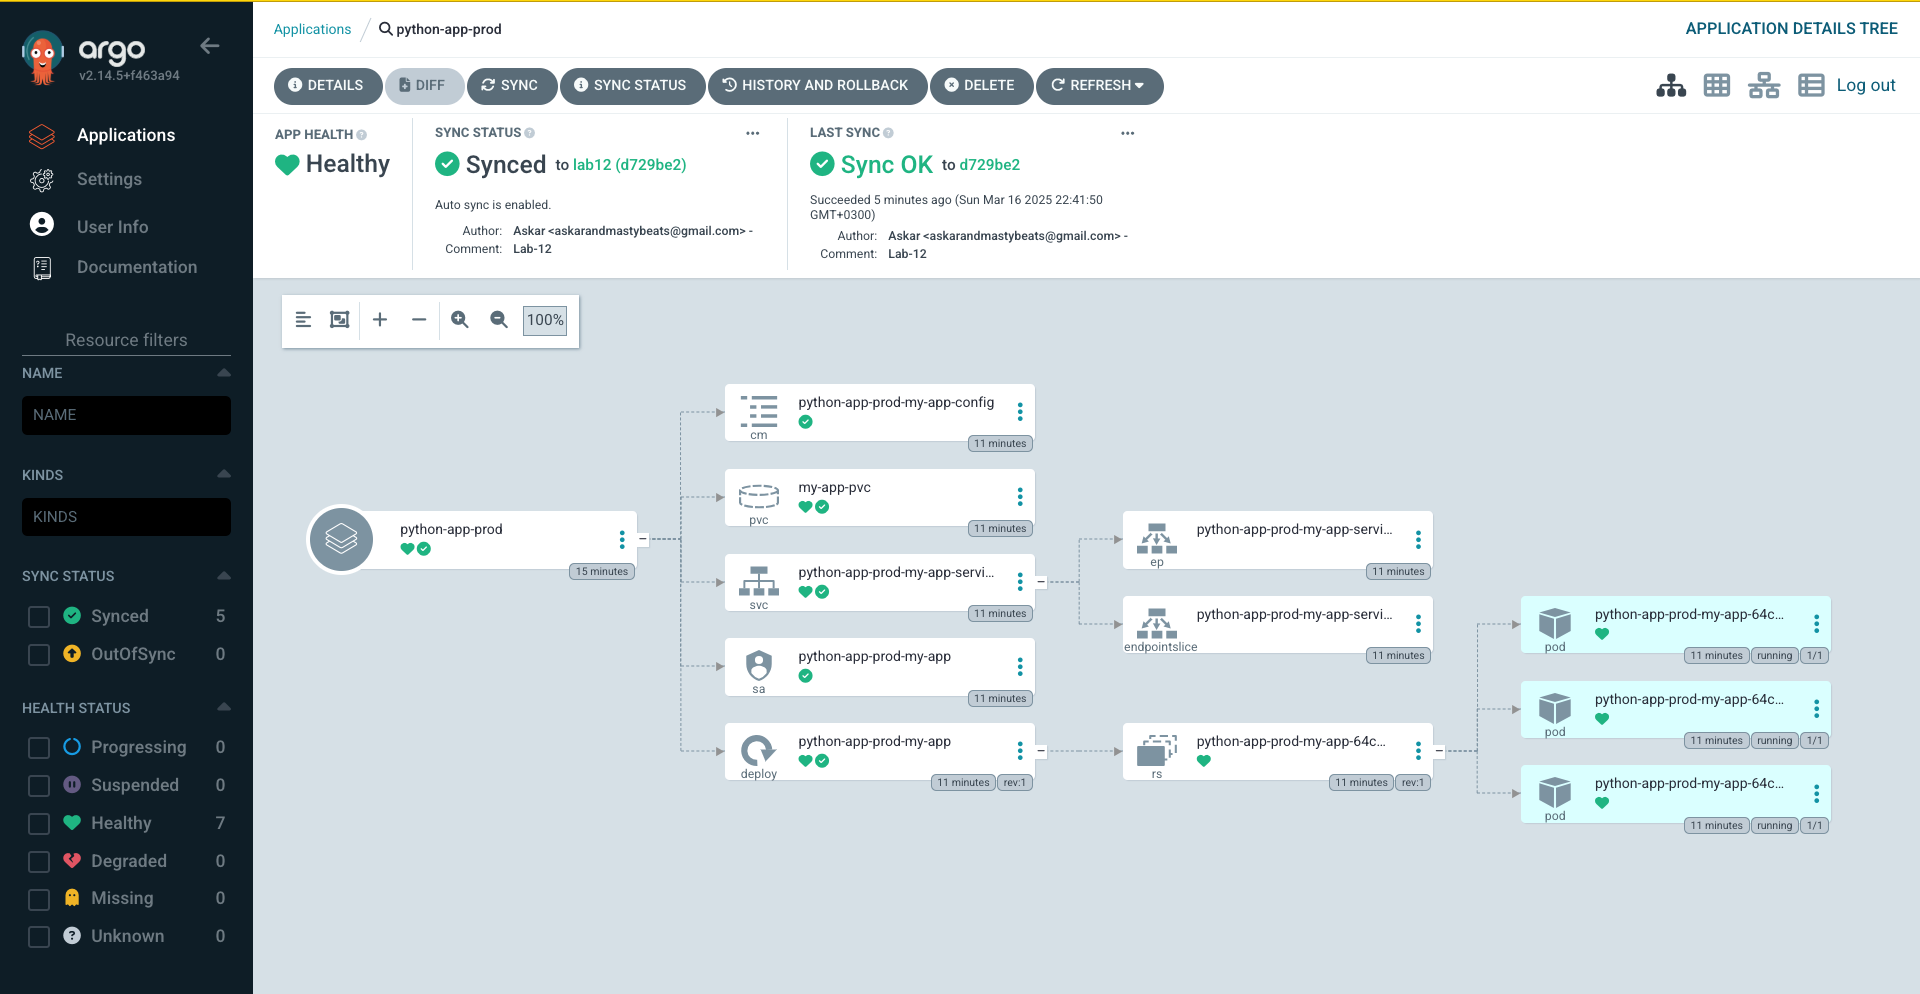 argo
v2.14.5+f463a94
Applications
Settings
User Info
Documentation
Resource filters
NAME
NAME
KINDS
KINDS
SYNC STATUS
Synced 5
OutOfSync 0
HEALTH STATUS
Progressing 0
Suspended 0
Healthy 7
Degraded 0
Missing 0
Unknown 0
Applications / python-app-prod
APPLICATION DETAILS TREE
DETAILS DIFF SYNC SYNC STATUS HISTORY AND ROLLBACK DELETE REFRESH
Log out
APP HEALTH
Healthy
SYNC STATUS
Synced to lab12 (d729be2)
Auto sync is enabled.
Author: Askar <askarandmastybeats@gmail.com> -
Comment: Lab-12
LAST SYNC
Sync OK to d729be2
Succeeded 5 minutes ago (Sun Mar 16 2025 22:41:50
GMT+0300)
Author: Askar <askarandmastybeats@gmail.com> -
Comment: Lab-12
100%
python-app-prod
15 minutes
python-app-prod-my-app-config
cm
11 minutes
my-app-pvc
pvc
11 minutes
python-app-prod-my-app-servi...
svc
11 minutes
python-app-prod-my-app
sa
11 minutes
python-app-prod-my-app
deploy
11 minutes rev:1
python-app-prod-my-app-servi...
ep
11 minutes
python-app-prod-my-app-servi...
endpointslice
11 minutes
python-app-prod-my-app-64c...
rs
11 minutes rev:1
python-app-prod-my-app-64c...
pod
11 minutes running 1/1
python-app-prod-my-app-64c...
pod
11 minutes running 1/1
python-app-prod-my-app-64c...
pod
11 minutes running 1/1